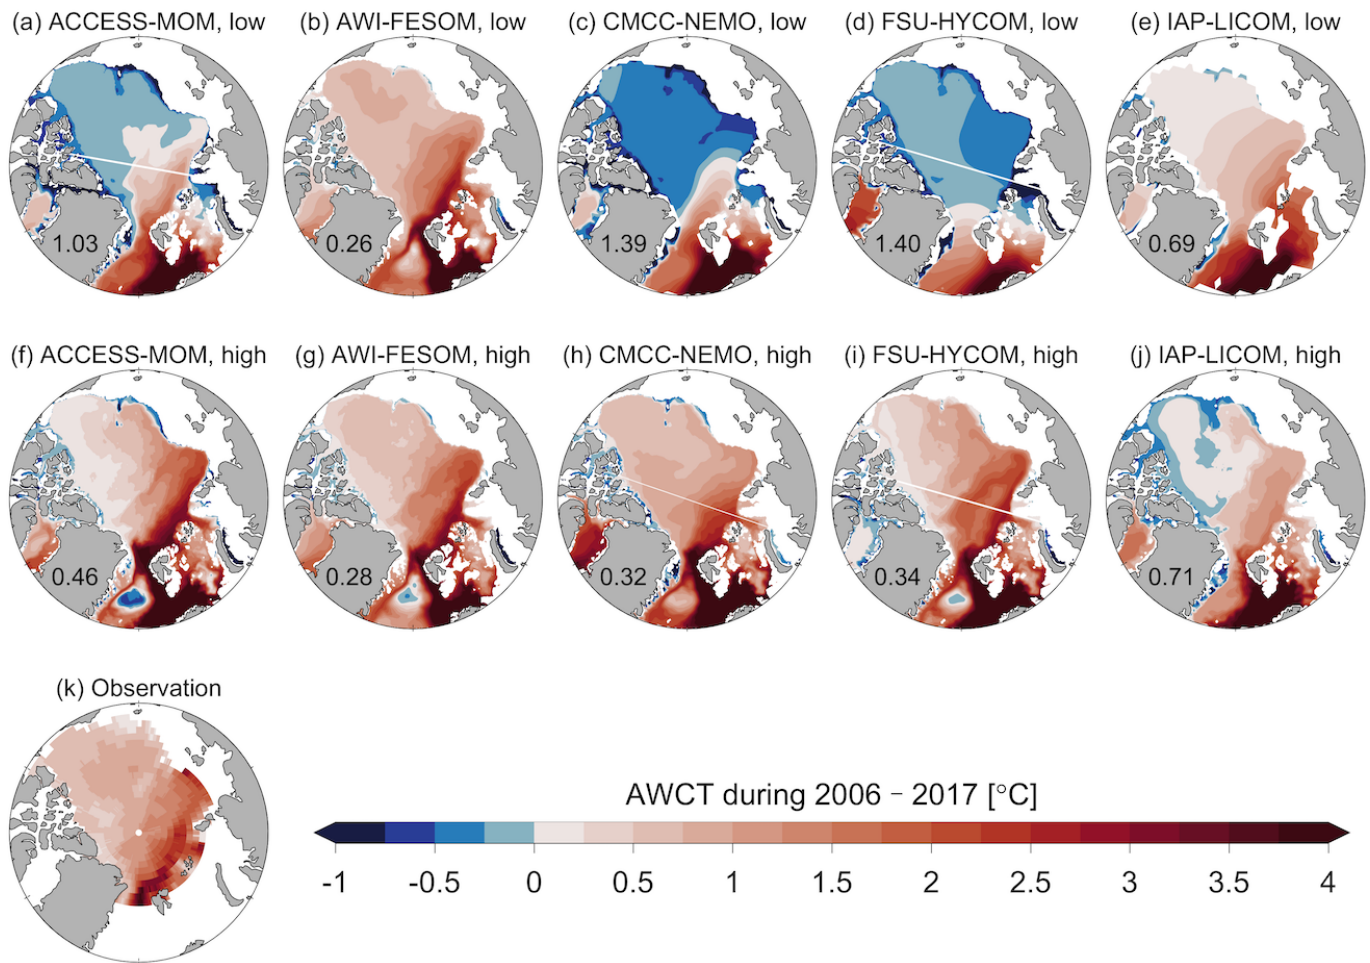 (a) ACCESS-MOM, low (b) AWI-FESOM, low (c) CMCC-NEMO, low (d) FSU-HYCOM, low (e) IAP-LICOM, low
1.03 0.26 1.39 1.40 0.69
(f) ACCESS-MOM, high (g) AWI-FESOM, high (h) CMCC-NEMO, high (i) FSU-HYCOM, high (j) IAP-LICOM, high
0.46 0.28 0.32 0.34 0.71
(k) Observation
AWCT during 2006 – 2017 [°C]
-1 -0.5 0 0.5 1 1.5 2 2.5 3 3.5 4